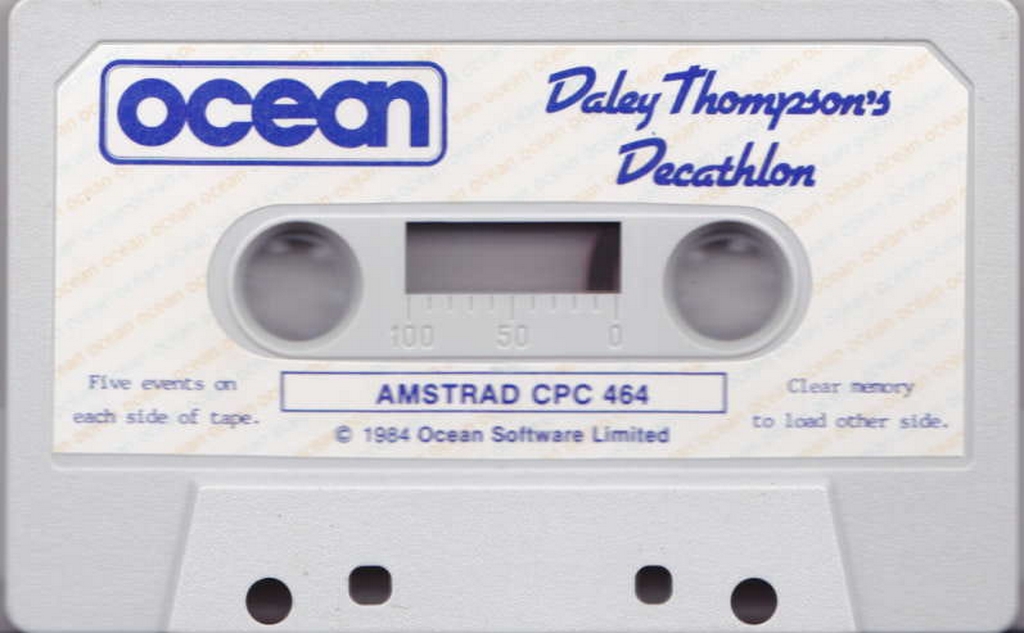 ocean
Daley Thompson's
Decathlon
100 50 0
Five events on
each side of tape.
AMSTRAD CPC 464
© 1984 Ocean Software Limited
Clear memory
to load other side.